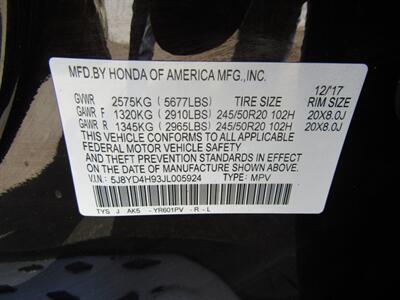 MFD.BY HONDA OF AMERICA MFG.,INC.
12/17
GVWR 2575KG (5677LBS) TIRE SIZE RIM SIZE
GAWR F 1320KG (2910LBS) 245/50R20 102H 20X8.0J
GAWR R 1345KG (2965LBS) 245/50R20 102H 20X8.0J
THIS VEHICLE CONFORMS TO ALL APPLICABLE
FEDERAL MOTOR VEHICLE SAFETY
AND THEFT PREVENTION STANDARDS IN EFFECT
ON THE DATE OF MANUFACTURE SHOWN ABOVE.
V.I.N.: 5J8YD4H93JL005924 TYPE: MPV
TYS J AK5 -YR601PV -R -L